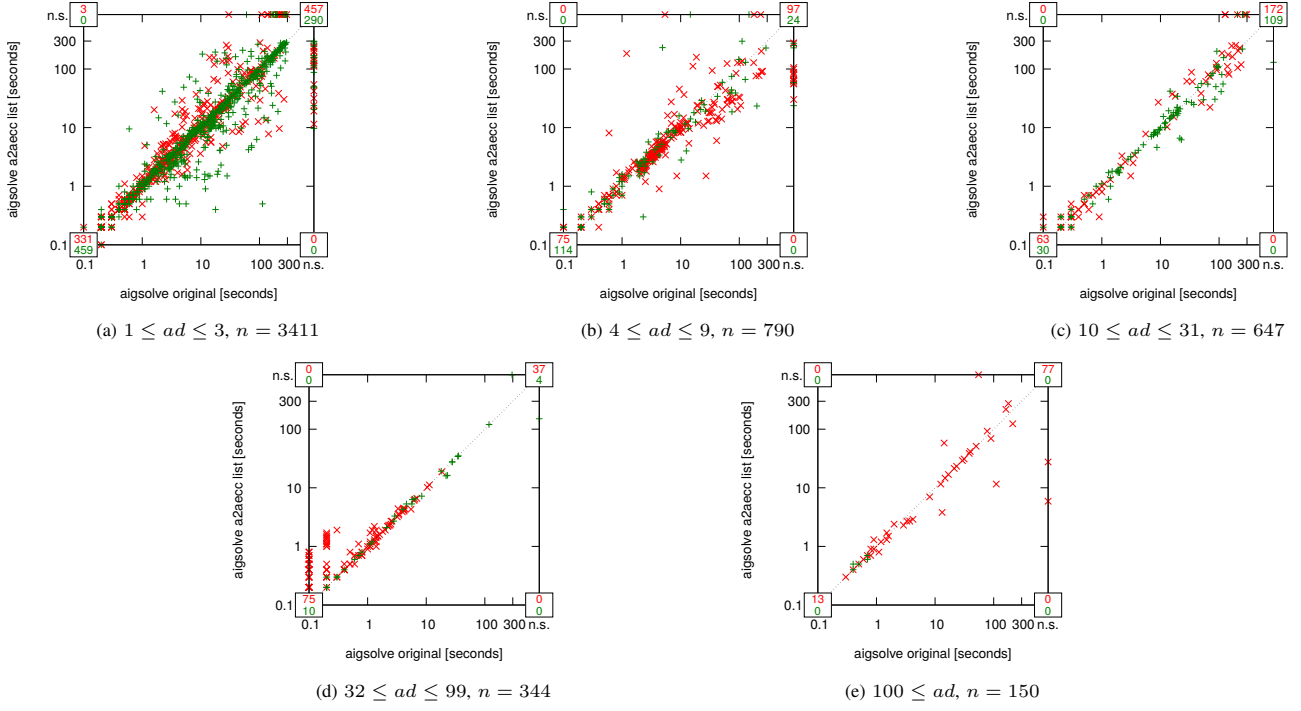 n.s.
3
0
457
290
300
100
10
1
0.1
331
459
0
0
0.1 1 10 100 300 n.s.
aigsolve a2aecc list [seconds]
aigsolve original [seconds]
(a) 1 ≤ ad ≤ 3, n = 3411
n.s.
0
0
97
24
300
100
10
1
0.1
75
114
0
0
0.1 1 10 100 300 n.s.
aigsolve a2aecc list [seconds]
aigsolve original [seconds]
(b) 4 ≤ ad ≤ 9, n = 790
n.s.
0
0
172
109
300
100
10
1
0.1
63
30
0
0
0.1 1 10 100 300 n.s.
aigsolve a2aecc list [seconds]
aigsolve original [seconds]
(c) 10 ≤ ad ≤ 31, n = 647
n.s.
0
0
37
4
300
100
10
1
0.1
75
10
0
0
0.1 1 10 100 300 n.s.
aigsolve a2aecc list [seconds]
aigsolve original [seconds]
(d) 32 ≤ ad ≤ 99, n = 344
n.s.
0
0
77
0
300
100
10
1
0.1
13
0
0
0
0.1 1 10 100 300 n.s.
aigsolve a2aecc list [seconds]
aigsolve original [seconds]
(e) 100 ≤ ad, n = 150